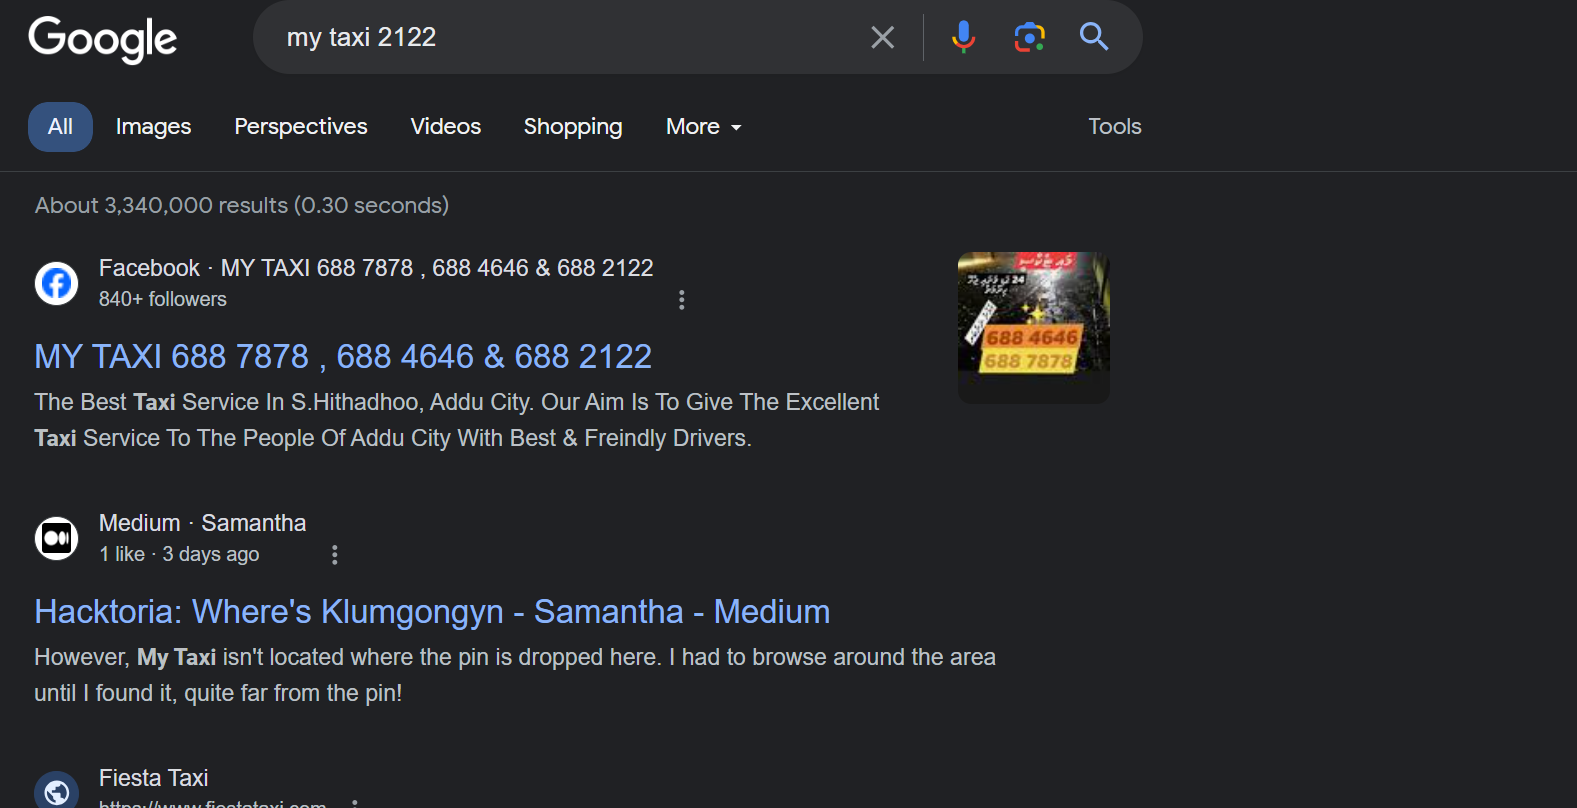 Google
my taxi 2122
All Images Perspectives Videos Shopping More Tools
About 3,340,000 results (0.30 seconds)
Facebook · MY TAXI 688 7878 , 688 4646 & 688 2122
840+ followers
MY TAXI 688 7878 , 688 4646 & 688 2122
The Best Taxi Service In S.Hithadhoo, Addu City. Our Aim Is To Give The Excellent
Taxi Service To The People Of Addu City With Best & Freindly Drivers.
24
688 4646
688 7878
Medium · Samantha
1 like · 3 days ago
Hacktoria: Where's Klumgongyn - Samantha - Medium
However, My Taxi isn't located where the pin is dropped here. I had to browse around the area
until I found it, quite far from the pin!
Fiesta Taxi
https://www.fiestataxi.com